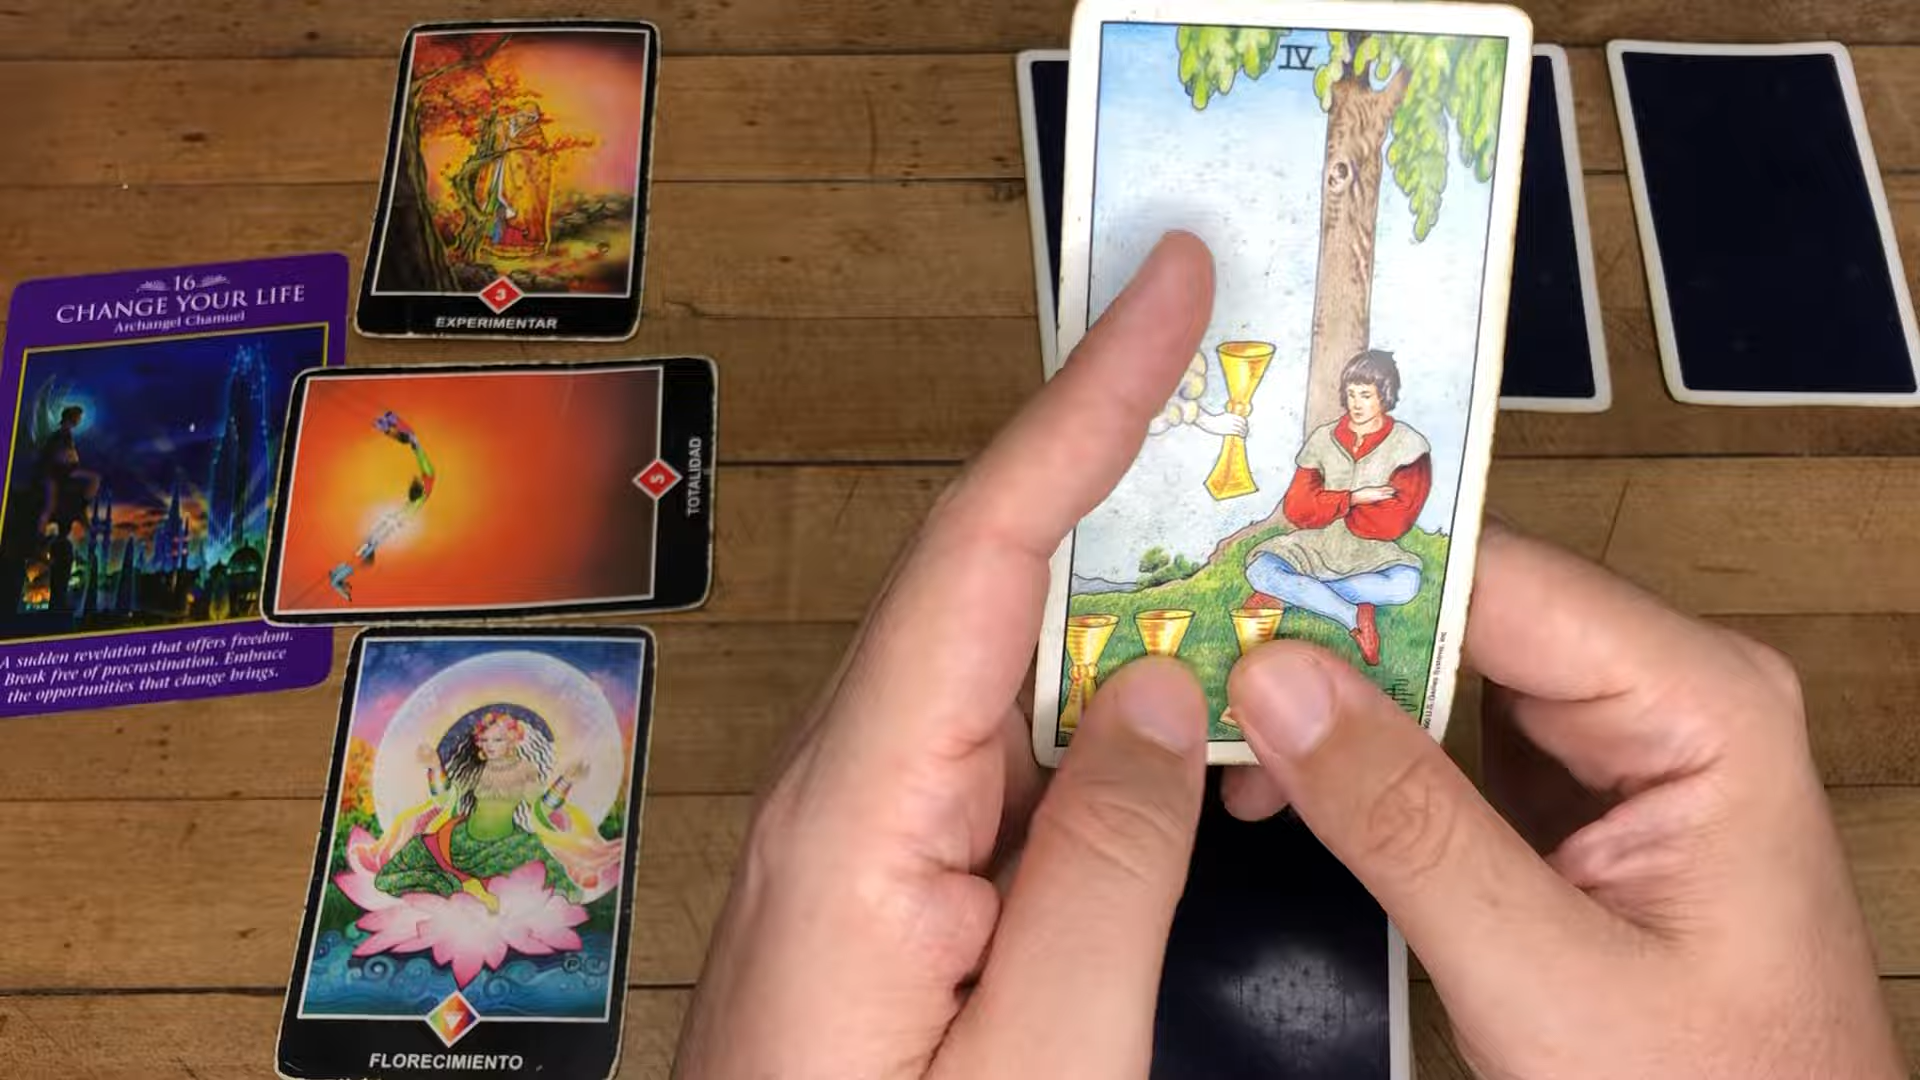 16
CHANGE YOUR LIFE
Archangel Chamuel
A sudden revelation that offers freedom.
Break free of procrastination. Embrace
the opportunities that change brings.
3
EXPERIMENTAR
5
TOTALIDAD
FLORECIMIENTO
IV